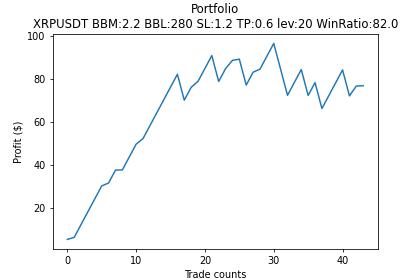 Portfolio
XRPUSDT BBM:2.2 BBL:280 SL:1.2 TP:0.6 lev:20 WinRatio:82.0
Profit ($)
100
80
60
40
20
0
10
20
30
40
Trade counts